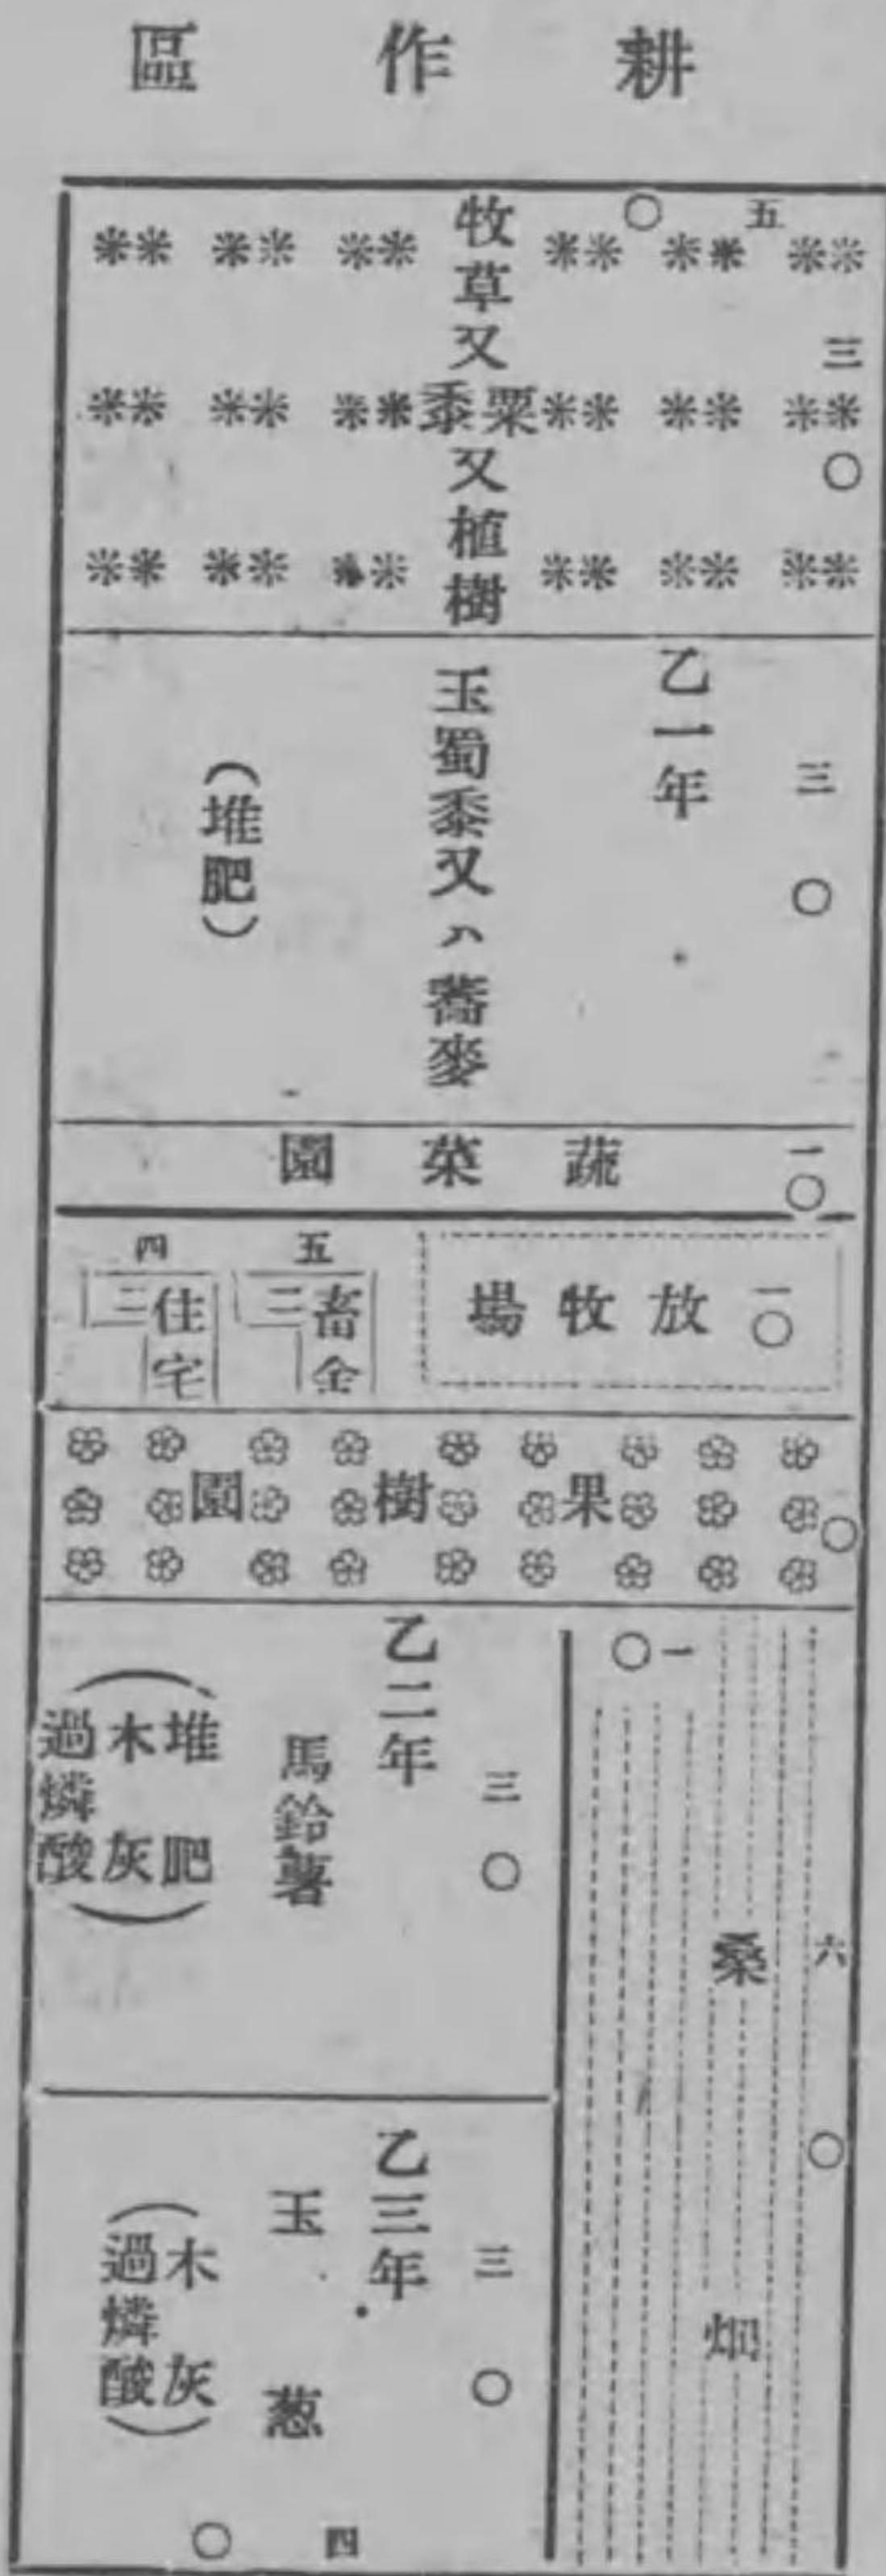 耕作區
五〇
三〇
牧草又
粟黍
又植樹
三〇
乙一年
玉蜀黍又ハ蕎麥
(堆肥)
一〇
蔬菜園
一〇
放牧場
五
畜舍
二
四
住宅
二
〇
果樹園
六〇
一〇
桑畑
三〇
乙二年
馬鈴薯
(堆肥
木灰
過燐酸)
三〇
乙三年
玉葱
(木灰
過燐酸)
四〇